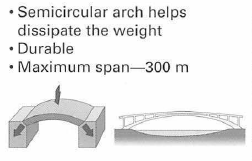 • Semicircular arch helps
dissipate the weight
• Durable
• Maximum span—300 m